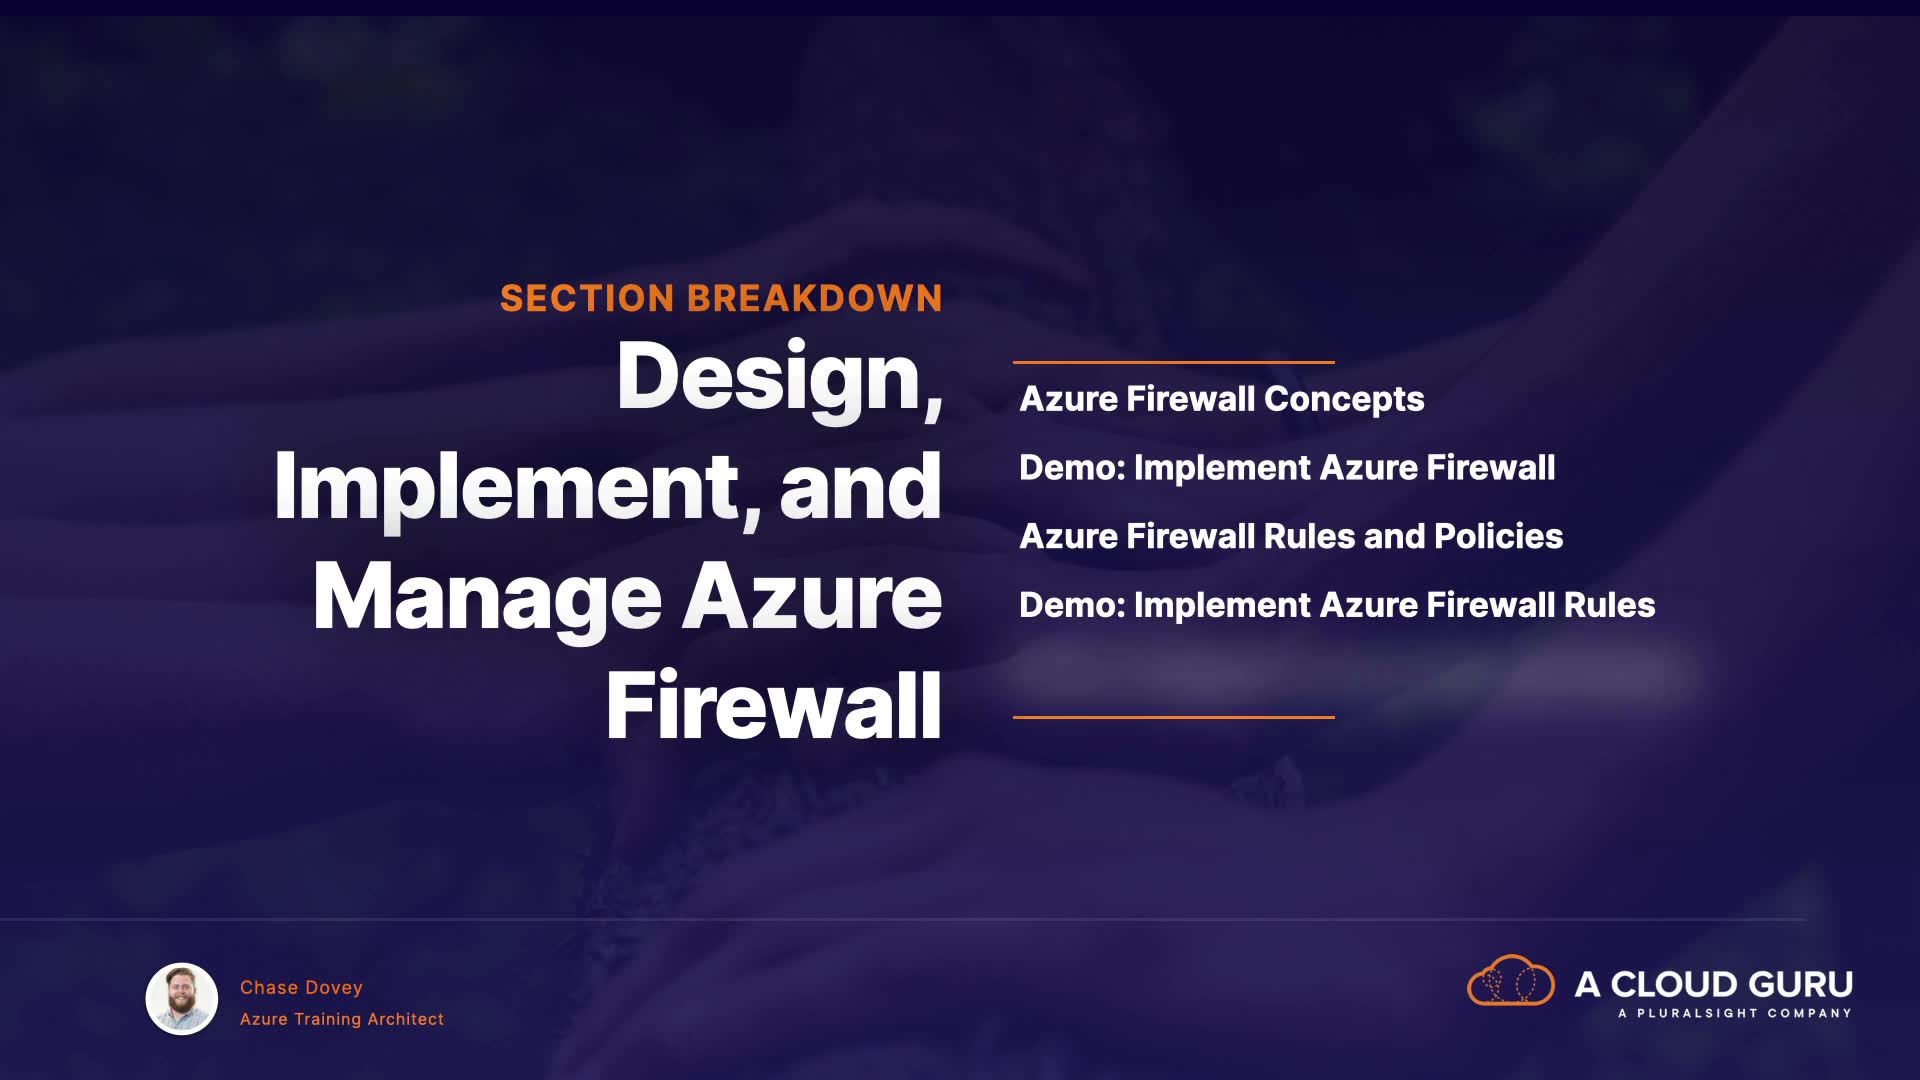 SECTION BREAKDOWN
Design,
Implement, and
Manage Azure
Firewall
Azure Firewall Concepts
Demo: Implement Azure Firewall
Azure Firewall Rules and Policies
Demo: Implement Azure Firewall Rules
Chase Dovey
Azure Training Architect
A CLOUD GURU
A PLURALSIGHT COMPANY